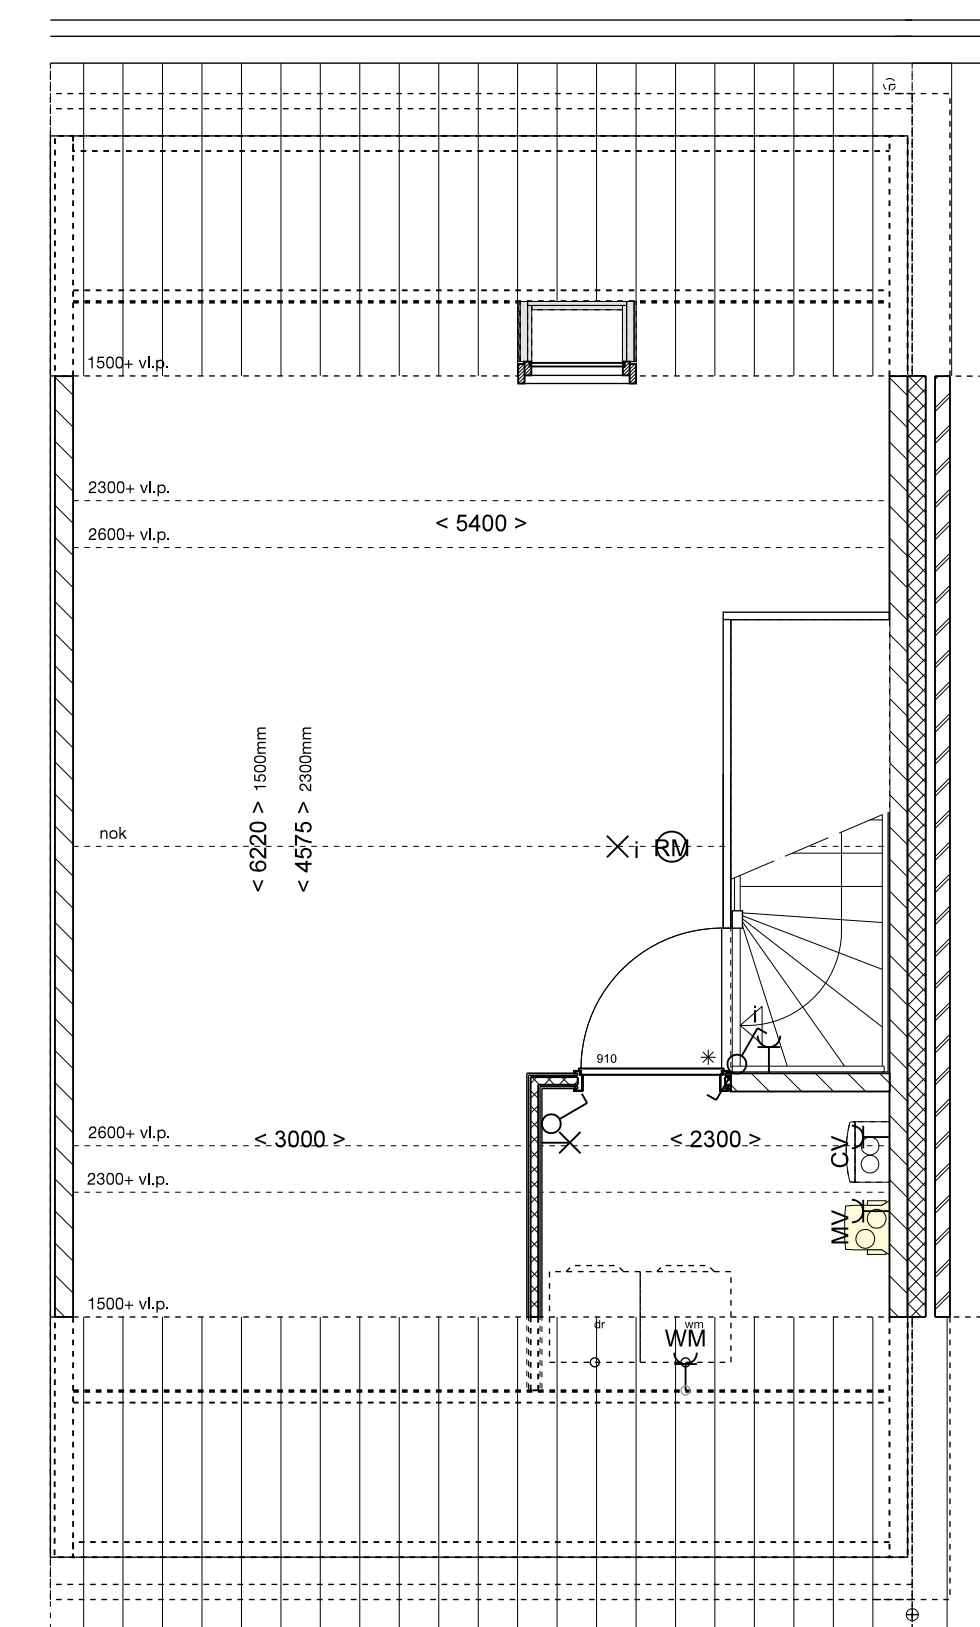 1500+ vl.p.
2300+ vl.p.
< 5400 >
2600+ vl.p.
< 6220 > 1500mm
< 4575 > 2300mm
nok
i
RM
i
910
2600+ vl.p.
< 3000 >
< 2300 >
CV
2300+ vl.p.
MV
1500+ vl.p.
dr
wm
WM